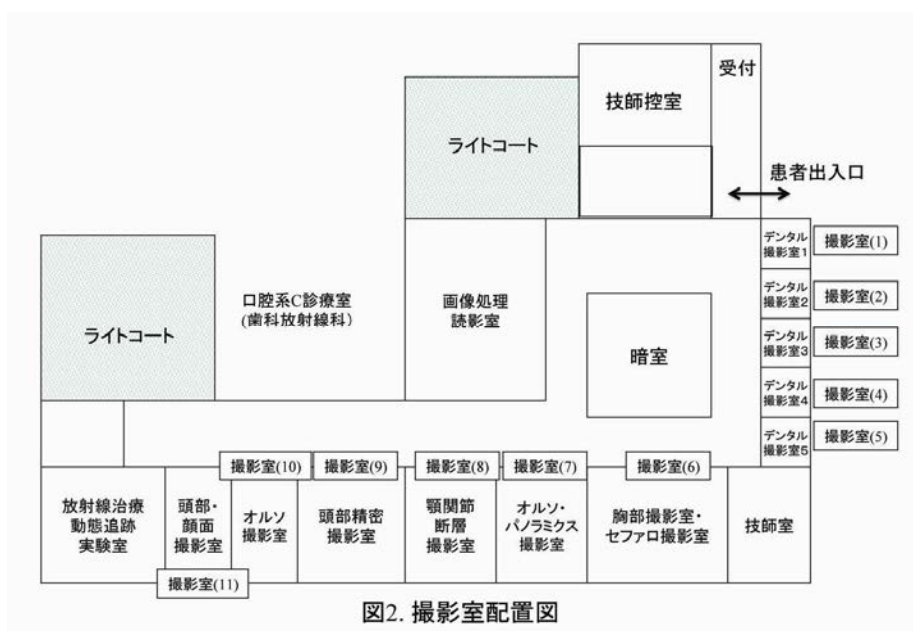 受付
技師控室
ライトコート
患者出入口
デンタル
撮影室1
撮影室(1)
デンタル
撮影室2
撮影室(2)
デンタル
撮影室3
撮影室(3)
デンタル
撮影室4
撮影室(4)
デンタル
撮影室5
撮影室(5)
口腔系C診療室
(歯科放射線科)
画像処理
読影室
ライトコート
暗室
撮影室(10)
撮影室(9)
撮影室(8)
撮影室(7)
撮影室(6)
放射線治療
動態追跡
実験室
頭部・
顔面
撮影室
オルソ
撮影室
頭部精密
撮影室
顎関節
断層
撮影室
オルソ・
パノラミクス
撮影室
胸部撮影室・
セファロ撮影室
技師室
撮影室(11)
図2. 撮影室配置図